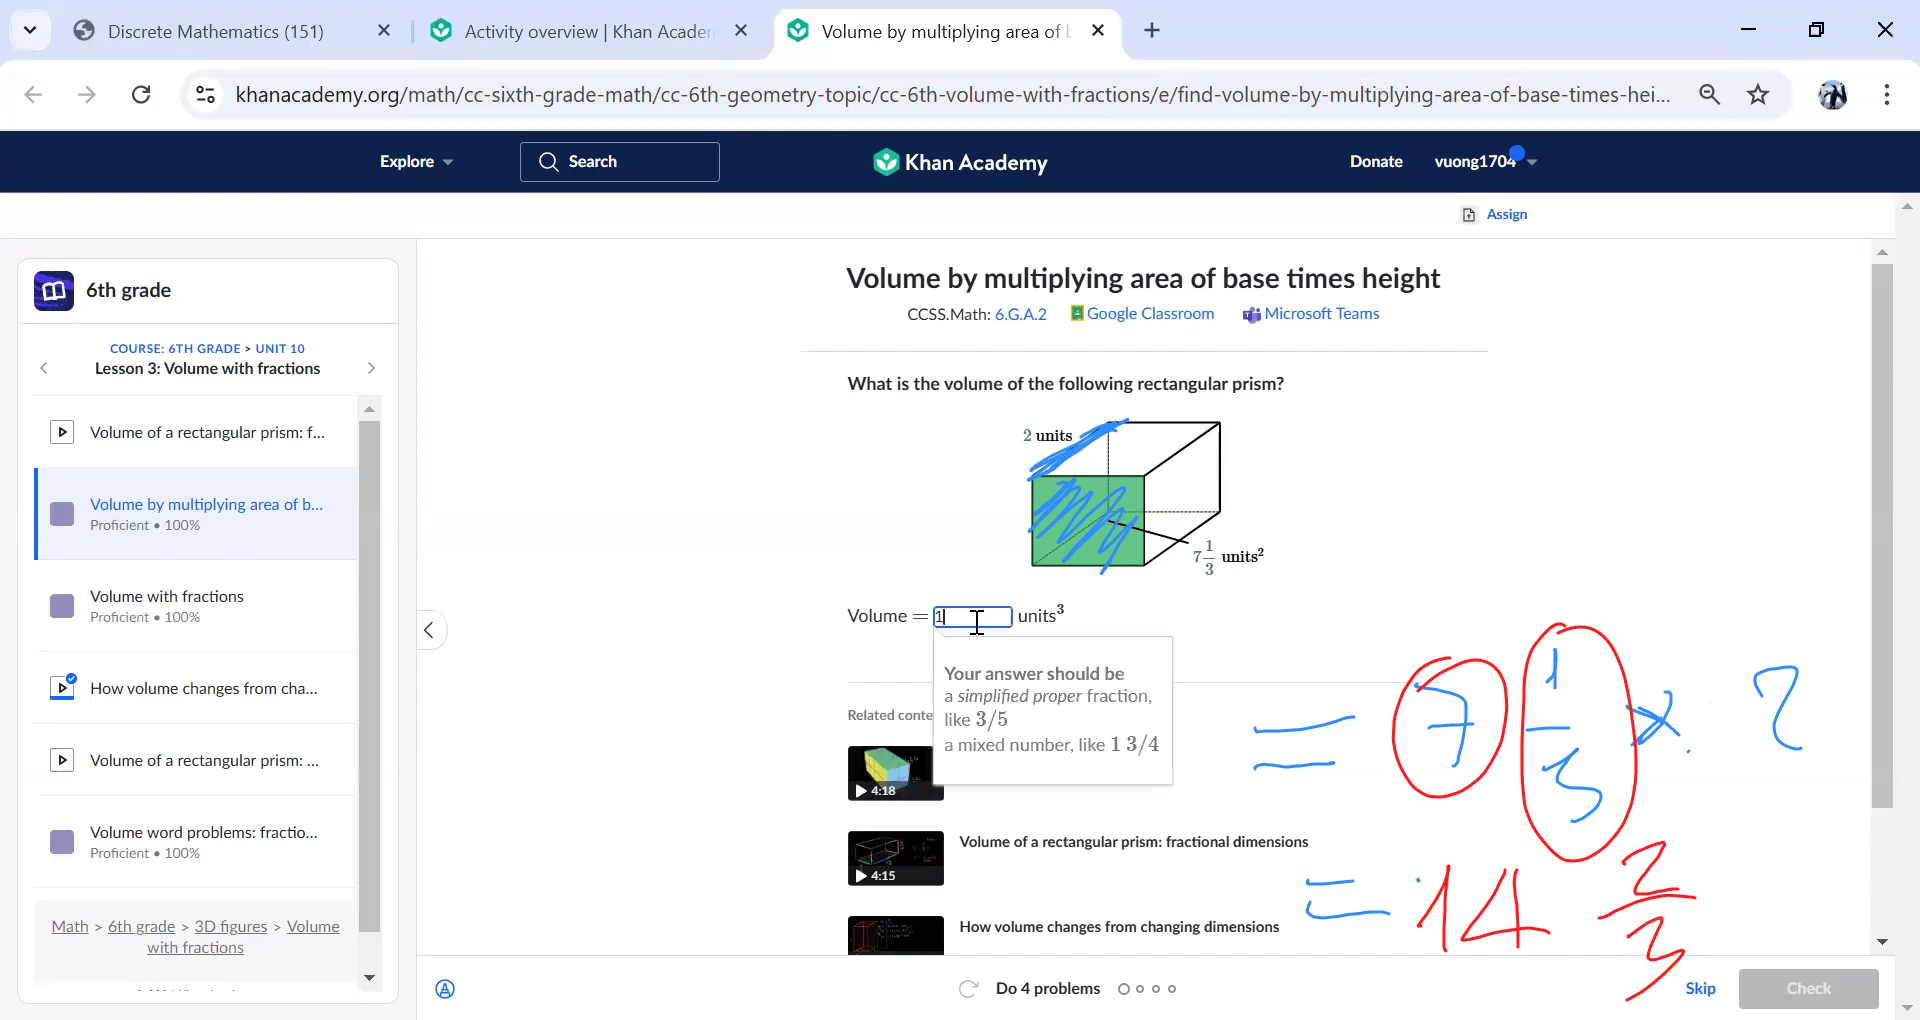 Discrete Mathematics (151)
Activity overview | Khan Acade
Volume by multiplying area of
khanacademy.org/math/cc-sixth-grade-math/cc-6th-geometry-topic/cc-6th-volume-with-fractions/e/find-volume-by-multiplying-area-of-base-times-hei...
Explore
Search
Khan Academy
Donate
vuong1704
Assign
6th grade
COURSE: 6TH GRADE > UNIT 10
Lesson 3: Volume with fractions
Volume of a rectangular prism: f...
Volume by multiplying area of b...
Proficient • 100%
Volume with fractions
Proficient • 100%
How volume changes from cha...
Volume of a rectangular prism: ...
Volume word problems: fractio...
Proficient • 100%
Math > 6th grade > 3D figures > Volume
with fractions
Volume by multiplying area of base times height
CCSS.Math: 6.G.A.2
Google Classroom
Microsoft Teams
What is the volume of the following rectangular prism?
2 units
7 1/3 units²
Volume = 1 units³
Your answer should be
a simplified proper fraction,
like 3/5
a mixed number, like 1 3/4
Related conte
4:18
4:15
Volume of a rectangular prism: fractional dimensions
How volume changes from changing dimensions
= 7 1/3 × 2
= 14 2/3
Do 4 problems
Skip
Check